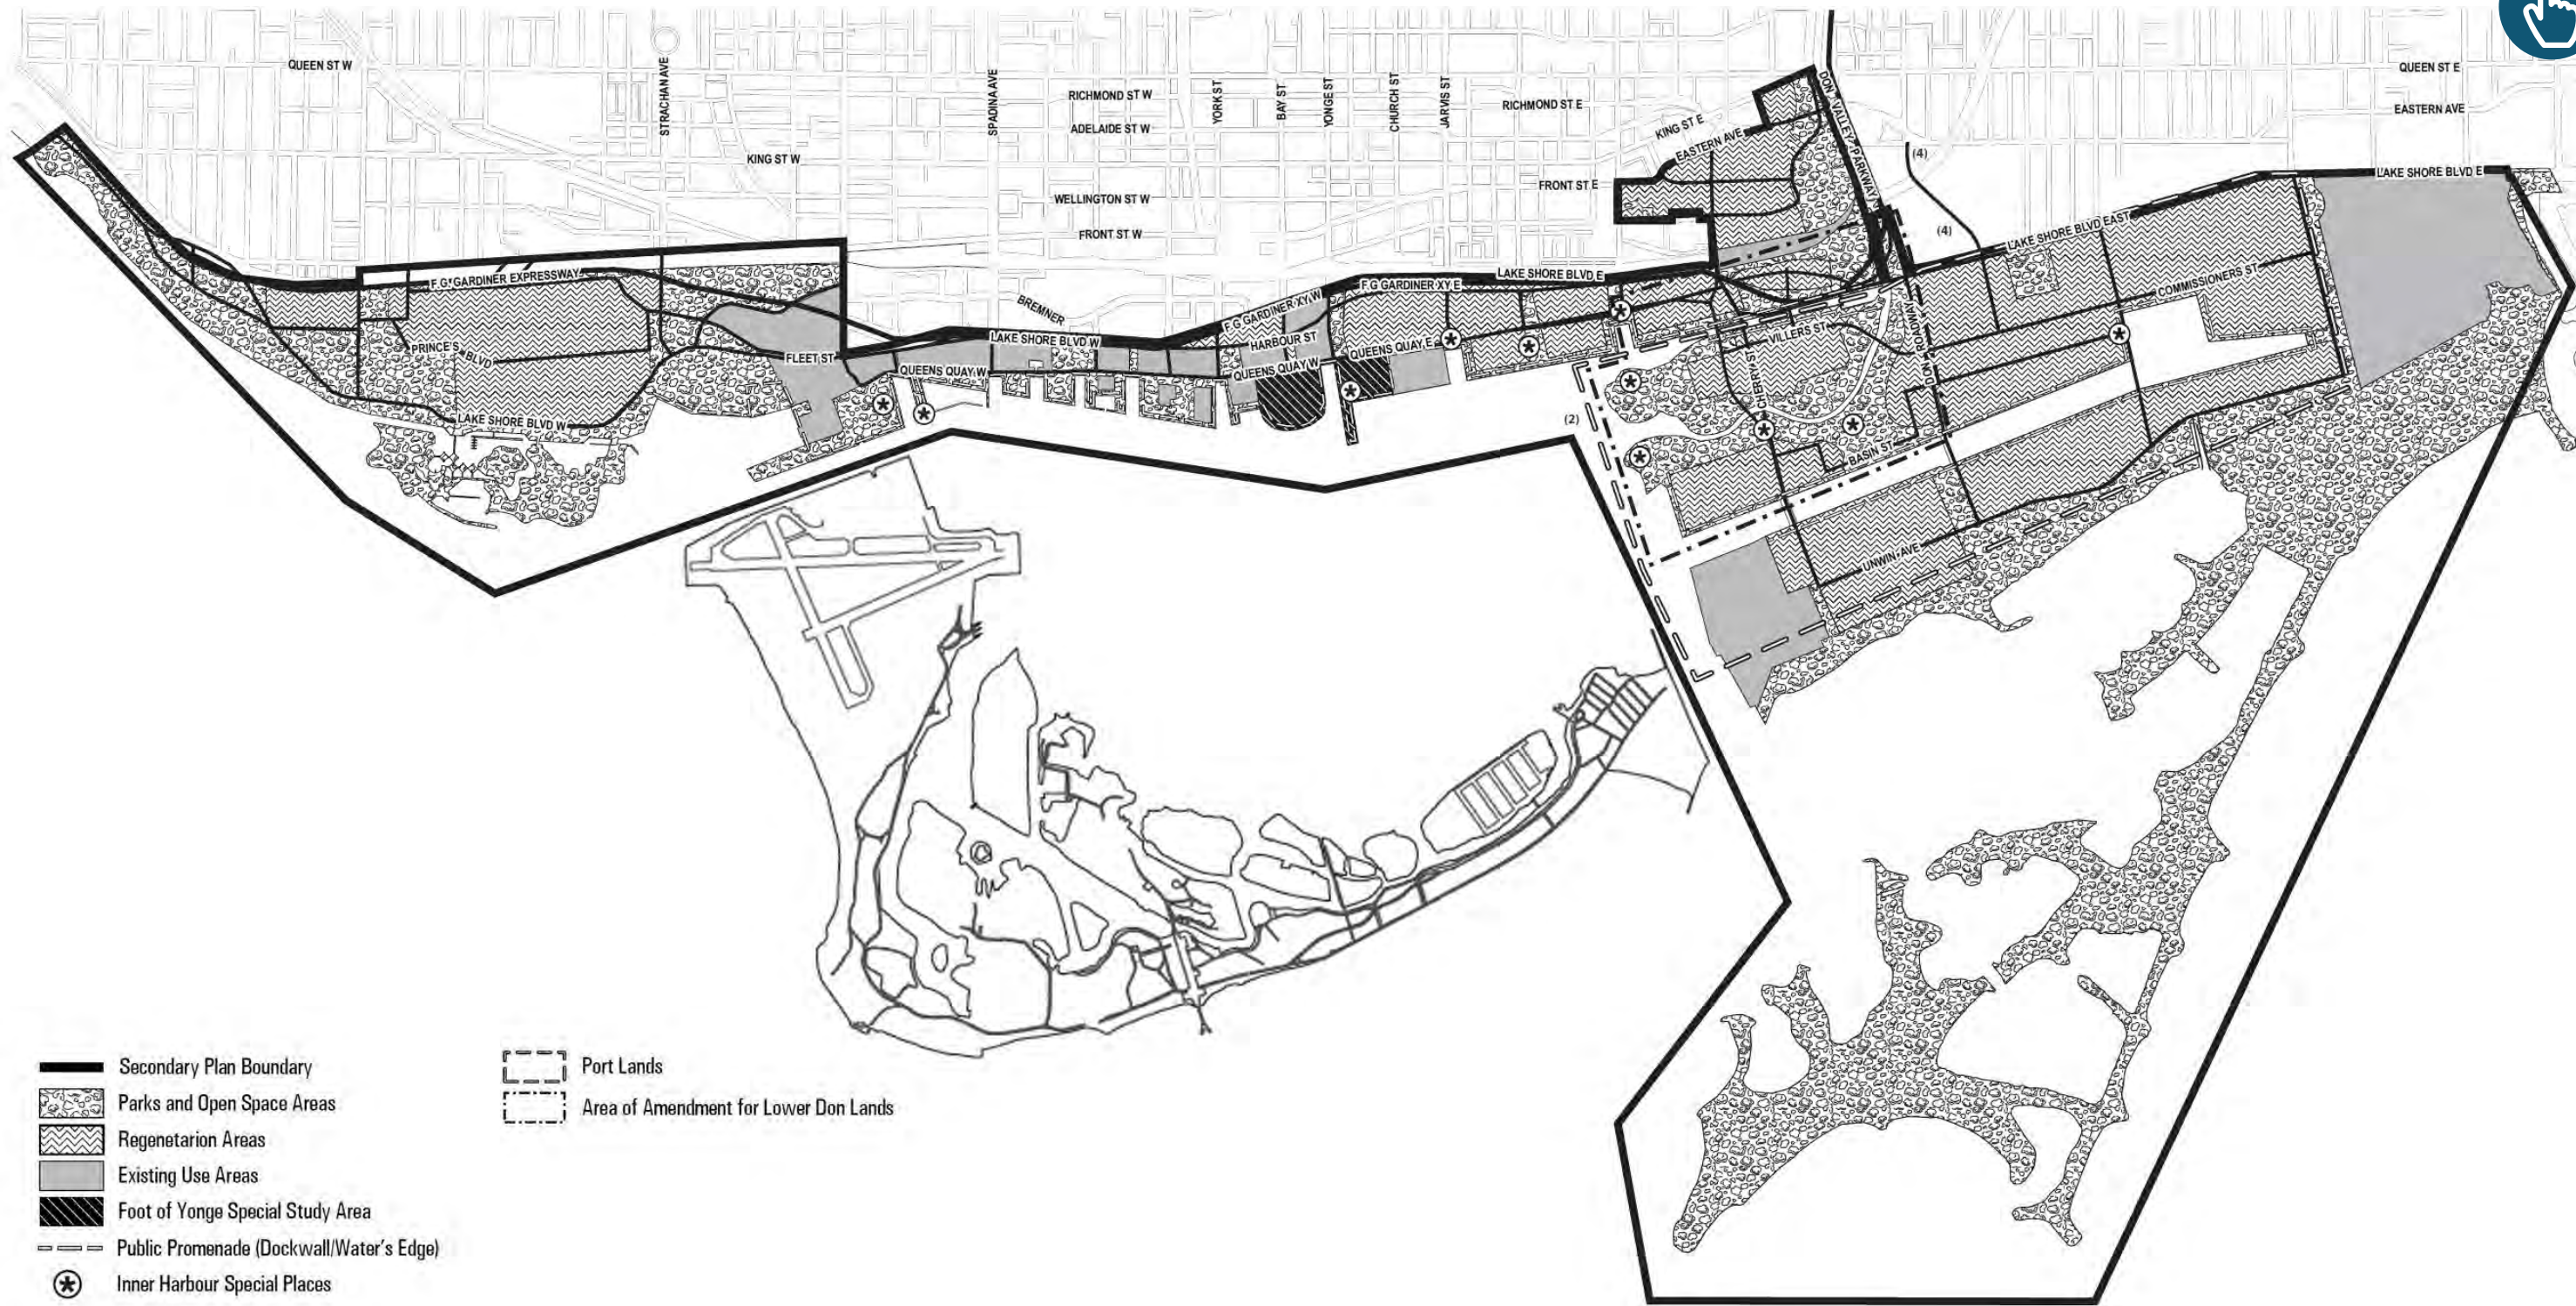 QUEEN ST W
STRACHAN AVE
KING ST W
SPADINA AVE
RICHMOND ST W
ADELAIDE ST W
WELLINGTON ST W
FRONT ST W
YORK ST
BAY ST
YONGE ST
CHURCH ST
JARVIS ST
RICHMOND ST E
KING ST E
EASTERN AVE
FRONT ST E
DON VALLEY PARKWAY
(4)
(4)
QUEEN ST E
EASTERN AVE
LAKE SHORE BLVD E
LAKE SHORE BLVD EAST
COMMISSIONERS ST
F.G. GARDINER EXPRESSWAY
PRINCE'S BLVD
LAKE SHORE BLVD W
FLEET ST
BREMNER
LAKE SHORE BLVD W
QUEENS QUAY W
F G GARDINER XY W
HARBOUR ST
QUEENS QUAY W
F G GARDINER XY E
LAKE SHORE BLVD E
QUEENS QUAY E
(2)
VILLERS ST
CHERRY ST
DON ROADWAY
BASIN ST
UNWIN AVE
Secondary Plan Boundary
Parks and Open Space Areas
Regenetarion Areas
Existing Use Areas
Foot of Yonge Special Study Area
Public Promenade (Dockwall/Water's Edge)
Inner Harbour Special Places
Port Lands
Area of Amendment for Lower Don Lands